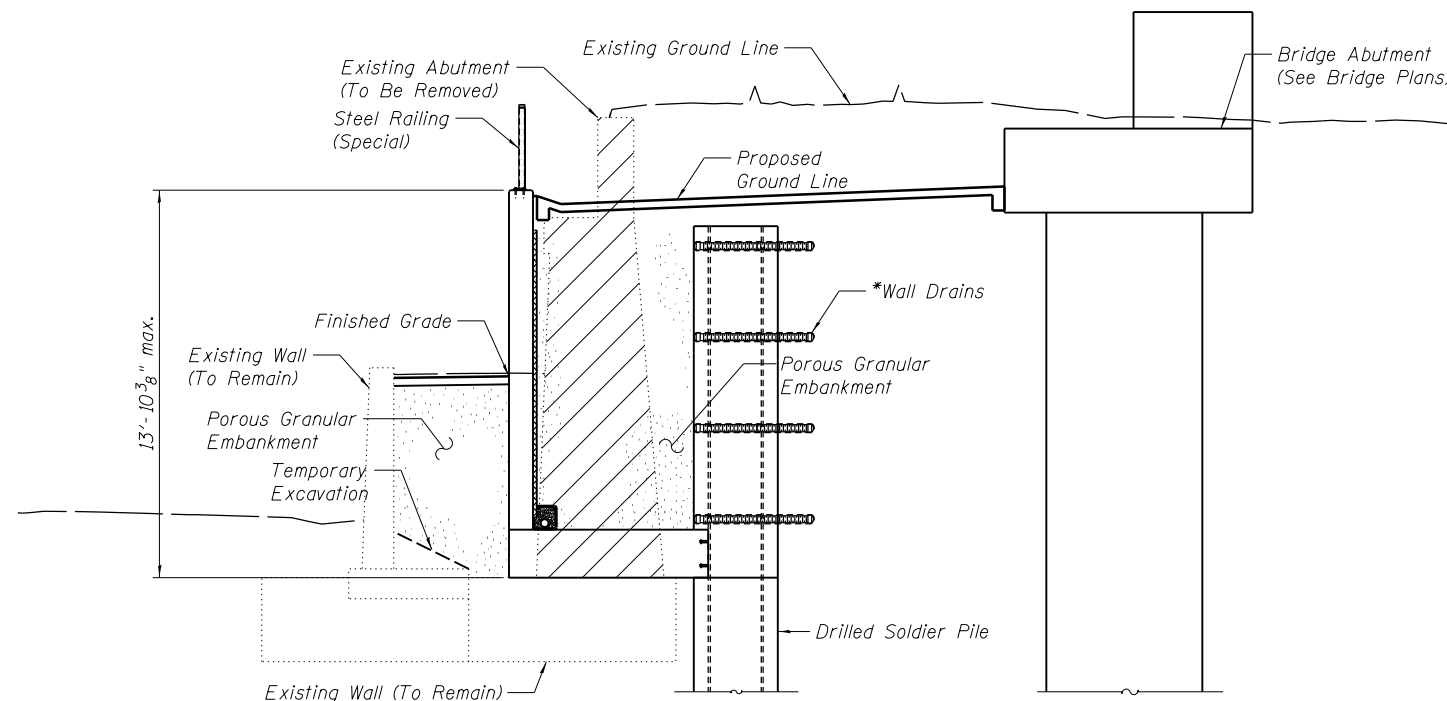 Existing Ground Line
Bridge Abutment
(See Bridge Plans)
Existing Abutment
(To Be Removed)
Steel Railing
(Special)
Proposed
Ground Line
*Wall Drains
Finished Grade
Existing Wall
(To Remain)
Porous Granular
Embankment
13'-10 3/8" max.
Porous Granular
Embankment
Temporary
Excavation
Drilled Soldier Pile
Existing Wall (To Remain)